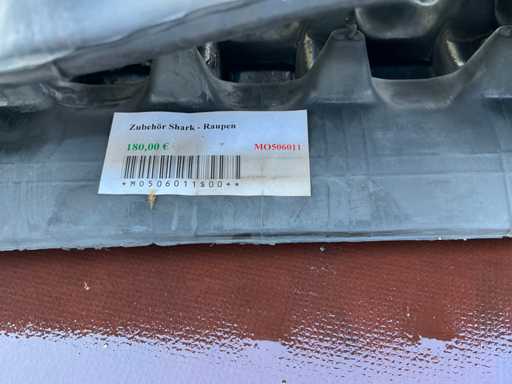 Zubehör Shark - Raupen
180,00 € MO506011
*MO506011$00+*